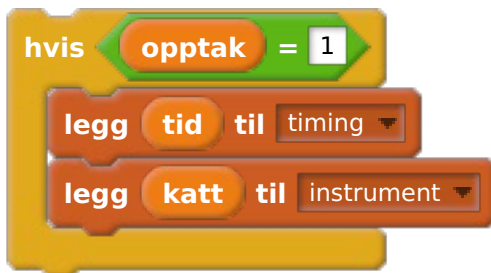 hvis opptak = 1
legg tid til timing
legg katt til instrument